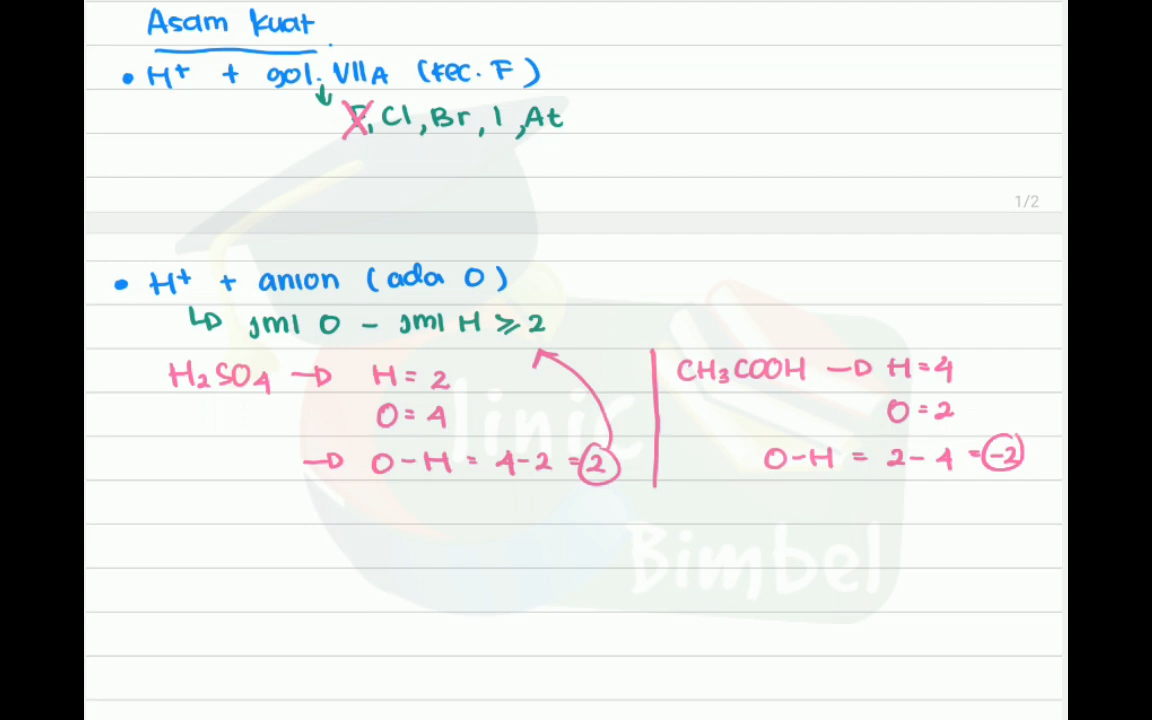 Asam kuat
• H⁺ + gol. VIIA (kec. F)
F, Cl, Br, I, At
1/2
• H⁺ + anion (ada O)
↳ jml O - jml H ⩾ 2
H₂SO₄ → H = 2
O = 4
→ O - H = 4 - 2 = 2
CH₃COOH → H = 4
O = 2
O - H = 2 - 4 = -2
linic
Bimbel